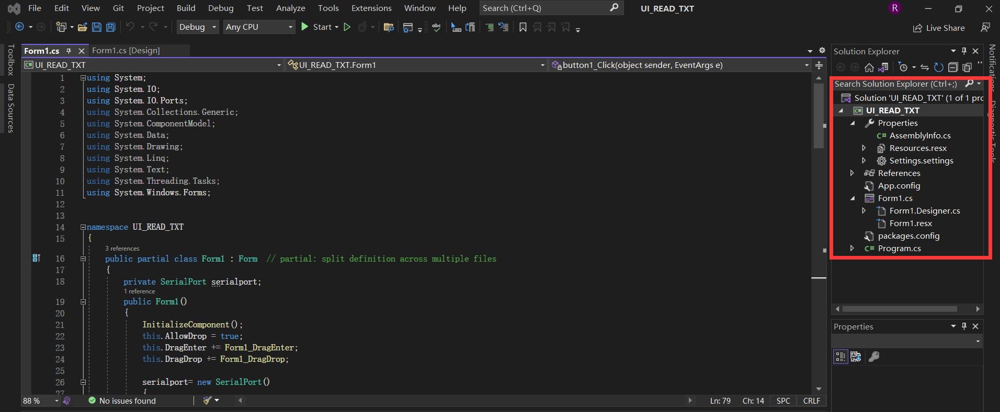 File Edit View Git Project Build Debug Test Analyze Tools Extensions Window Help Search (Ctrl+Q) UI_READ_TXT R
Debug Any CPU Start Live Share
Toolbox
Data Sources
Form1.cs Form1.cs [Design]
UI_READ_TXT UI_READ_TXT.Form1 button1_Click(object sender, EventArgs e)
1 using System;
2 using System.IO;
3 using System.IO.Ports;
4 using System.Collections.Generic;
5 using System.ComponentModel;
6 using System.Data;
7 using System.Drawing;
8 using System.Linq;
9 using System.Text;
10 using System.Threading.Tasks;
11 using System.Windows.Forms;
12
13
14 namespace UI_READ_TXT
15 {
3 references
16 public partial class Form1 : Form // partial: split definition across multiple files
17 {
18 private SerialPort serialport;
1 reference
19 public Form1()
20 {
21 InitializeComponent();
22 this.AllowDrop = true;
23 this.DragEnter += Form1_DragEnter;
24 this.DragDrop += Form1_DragDrop;
25
26 serialport= new SerialPort()
27 {
88 % No issues found Ln: 79 Ch: 14 SPC CRLF
Solution Explorer
Search Solution Explorer (Ctrl+;)
Solution 'UI_READ_TXT' (1 of 1 prc
C# UI_READ_TXT
Properties
C# AssemblyInfo.cs
Resources.resx
Settings.settings
References
App.config
Form1.cs
Form1.Designer.cs
Form1.resx
packages.config
C# Program.cs
Properties
Notifications
Diagnostic Tools